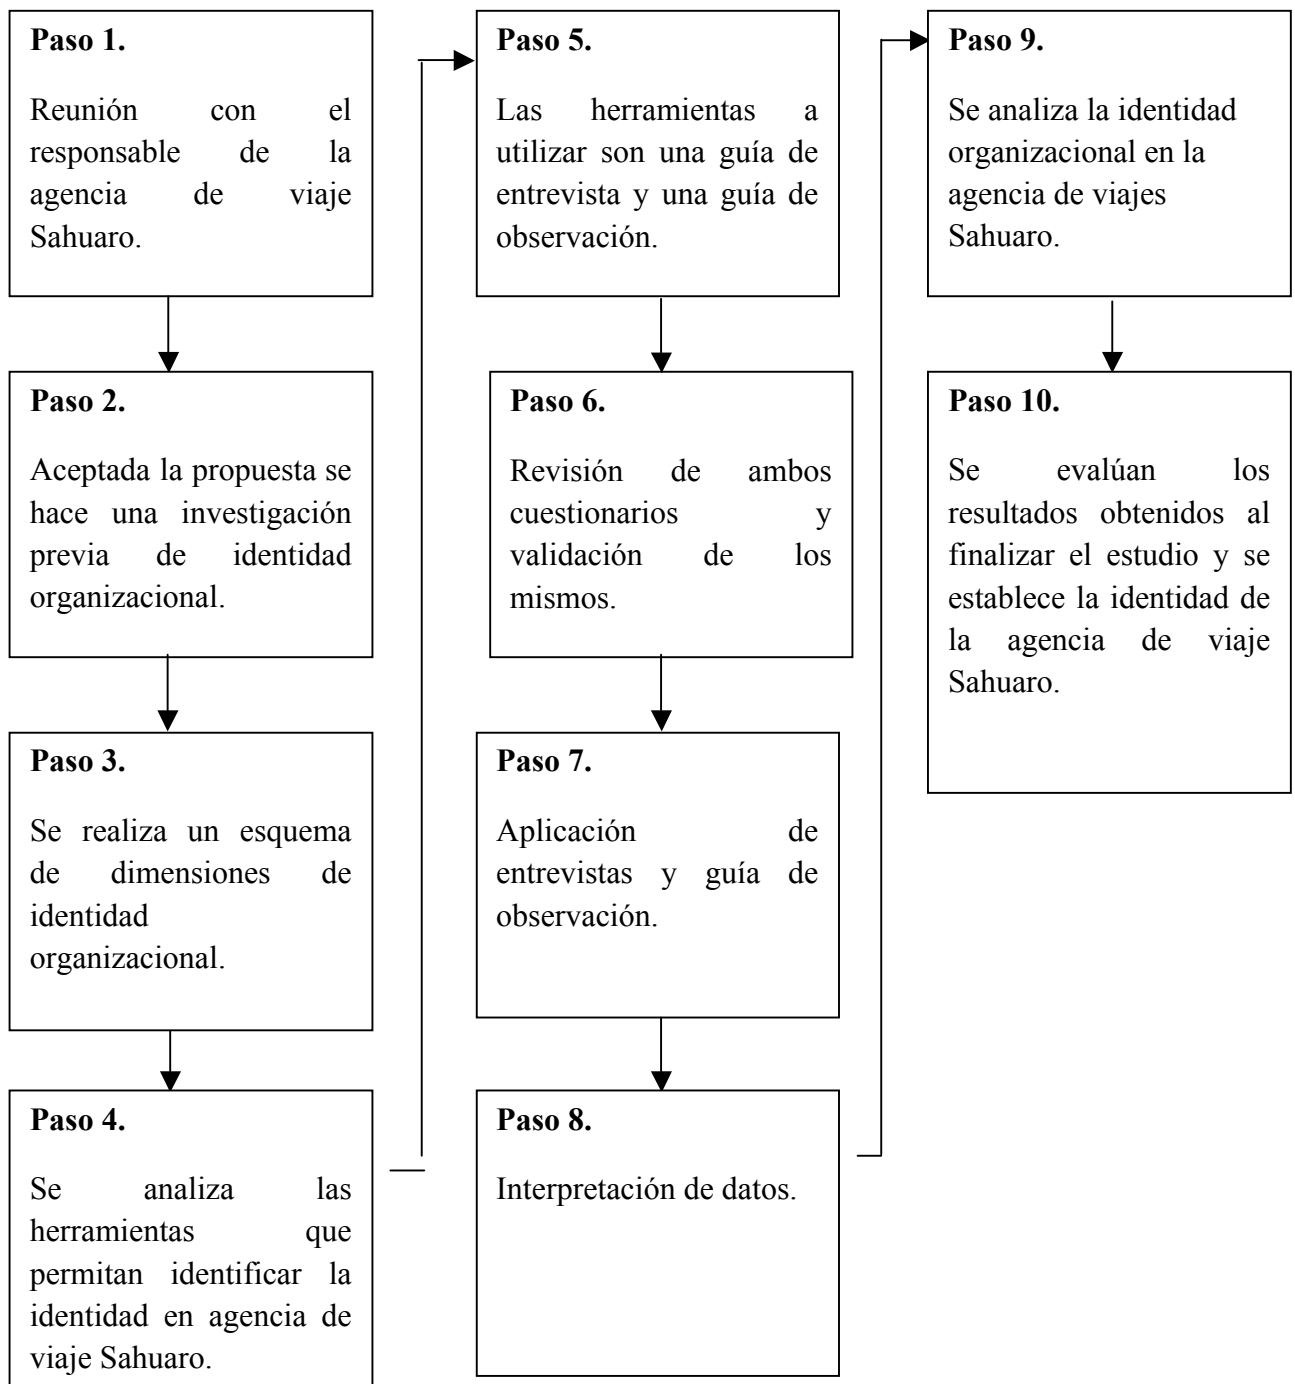 Paso 1.
Reunión con el
responsable de la
agencia de viaje
Sahuaro.
Paso 2.
Aceptada la propuesta se
hace una investigación
previa de identidad
organizacional.
Paso 3.
Se realiza un esquema
de dimensiones de
identidad
organizacional.
Paso 4.
Se analiza las
herramientas que
permitan identificar la
identidad en agencia de
viaje Sahuaro.
Paso 5.
Las herramientas a
utilizar son una guía de
entrevista y una guía de
observación.
Paso 6.
Revisión de ambos
cuestionarios y
validación de los
mismos.
Paso 7.
Aplicación de
entrevistas y guía de
observación.
Paso 8.
Interpretación de datos.
Paso 9.
Se analiza la identidad
organizacional en la
agencia de viajes
Sahuaro.
Paso 10.
Se evalúan los
resultados obtenidos al
finalizar el estudio y se
establece la identidad de
la agencia de viaje
Sahuaro.